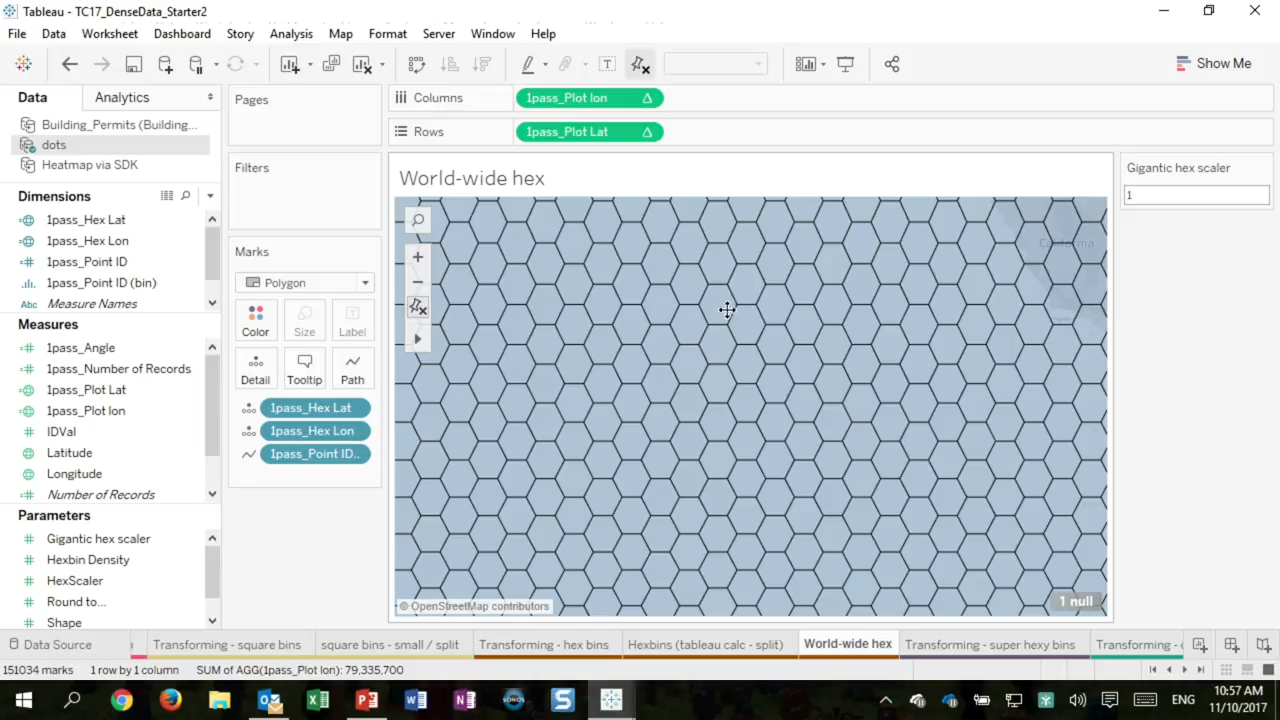 Tableau - TC17_DenseData_Starter2
File Data Worksheet Dashboard Story Analysis Map Format Server Window Help
Show Me
Data Analytics
Building_Permits (Building...
dots
Heatmap via SDK
Dimensions
1pass_Hex Lat
1pass_Hex Lon
1pass_Point ID
1pass_Point ID (bin)
Abc Measure Names
Measures
1pass_Angle
1pass_Number of Records
1pass_Plot Lat
1pass_Plot lon
IDVal
Latitude
Longitude
Number of Records
Parameters
Gigantic hex scaler
Hexbin Density
HexScaler
Round to...
Shape
Pages
Filters
Marks
Polygon
Color Size Label
Detail Tooltip Path
1pass_Hex Lat
1pass_Hex Lon
1pass_Point ID..
Columns 1pass_Plot lon
Rows 1pass_Plot Lat
World-wide hex
California
© OpenStreetMap contributors
1 null
Gigantic hex scaler
1
Data Source Transforming - square bins square bins - small / split Transforming - hex bins Hexbins (tableau calc - split) World-wide hex Transforming - super hexy bins Transforming -
151034 marks 1 row by 1 column SUM of AGG(1pass_Plot lon): 79,335,700
ENG
10:57 AM
11/10/2017